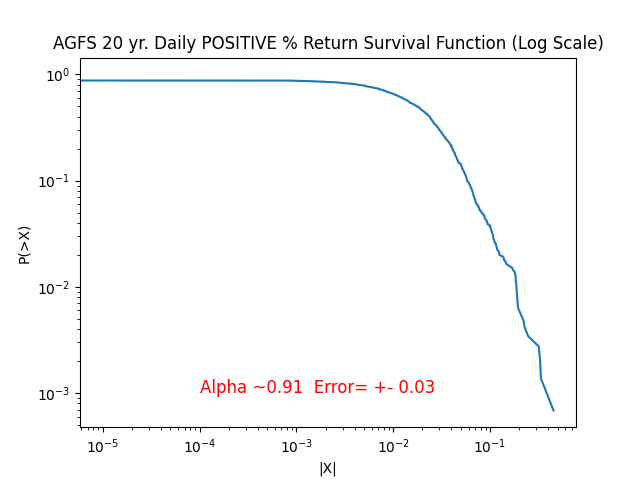 AGFS 20 yr. Daily POSITIVE % Return Survival Function (Log Scale)
10⁰
10⁻¹
10⁻²
10⁻³
P(>X)
Alpha ~0.91  Error= +- 0.03
10⁻⁵ 10⁻⁴ 10⁻³ 10⁻² 10⁻¹
|X|